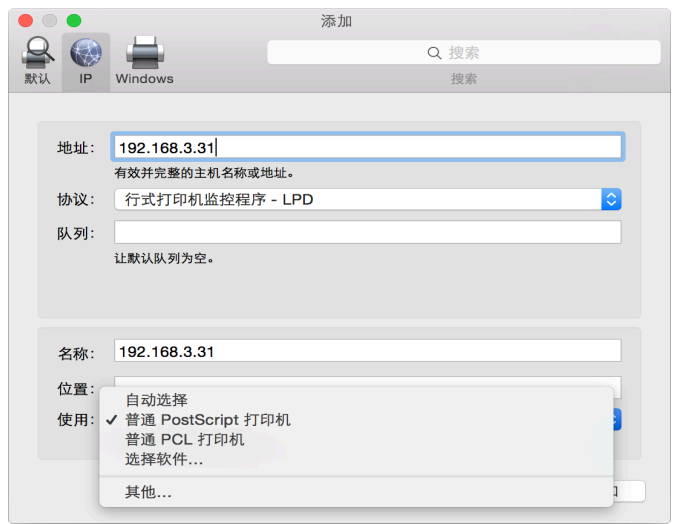 添加
默认
IP
Windows
搜索
搜索
地址：
192.168.3.31
有效并完整的主机名称或地址。
协议：
行式打印机监控程序 - LPD
队列：
让默认队列为空。
名称：
192.168.3.31
位置：
使用：
自动选择
✓ 普通 PostScript 打印机
普通 PCL 打印机
选择软件...
其他...